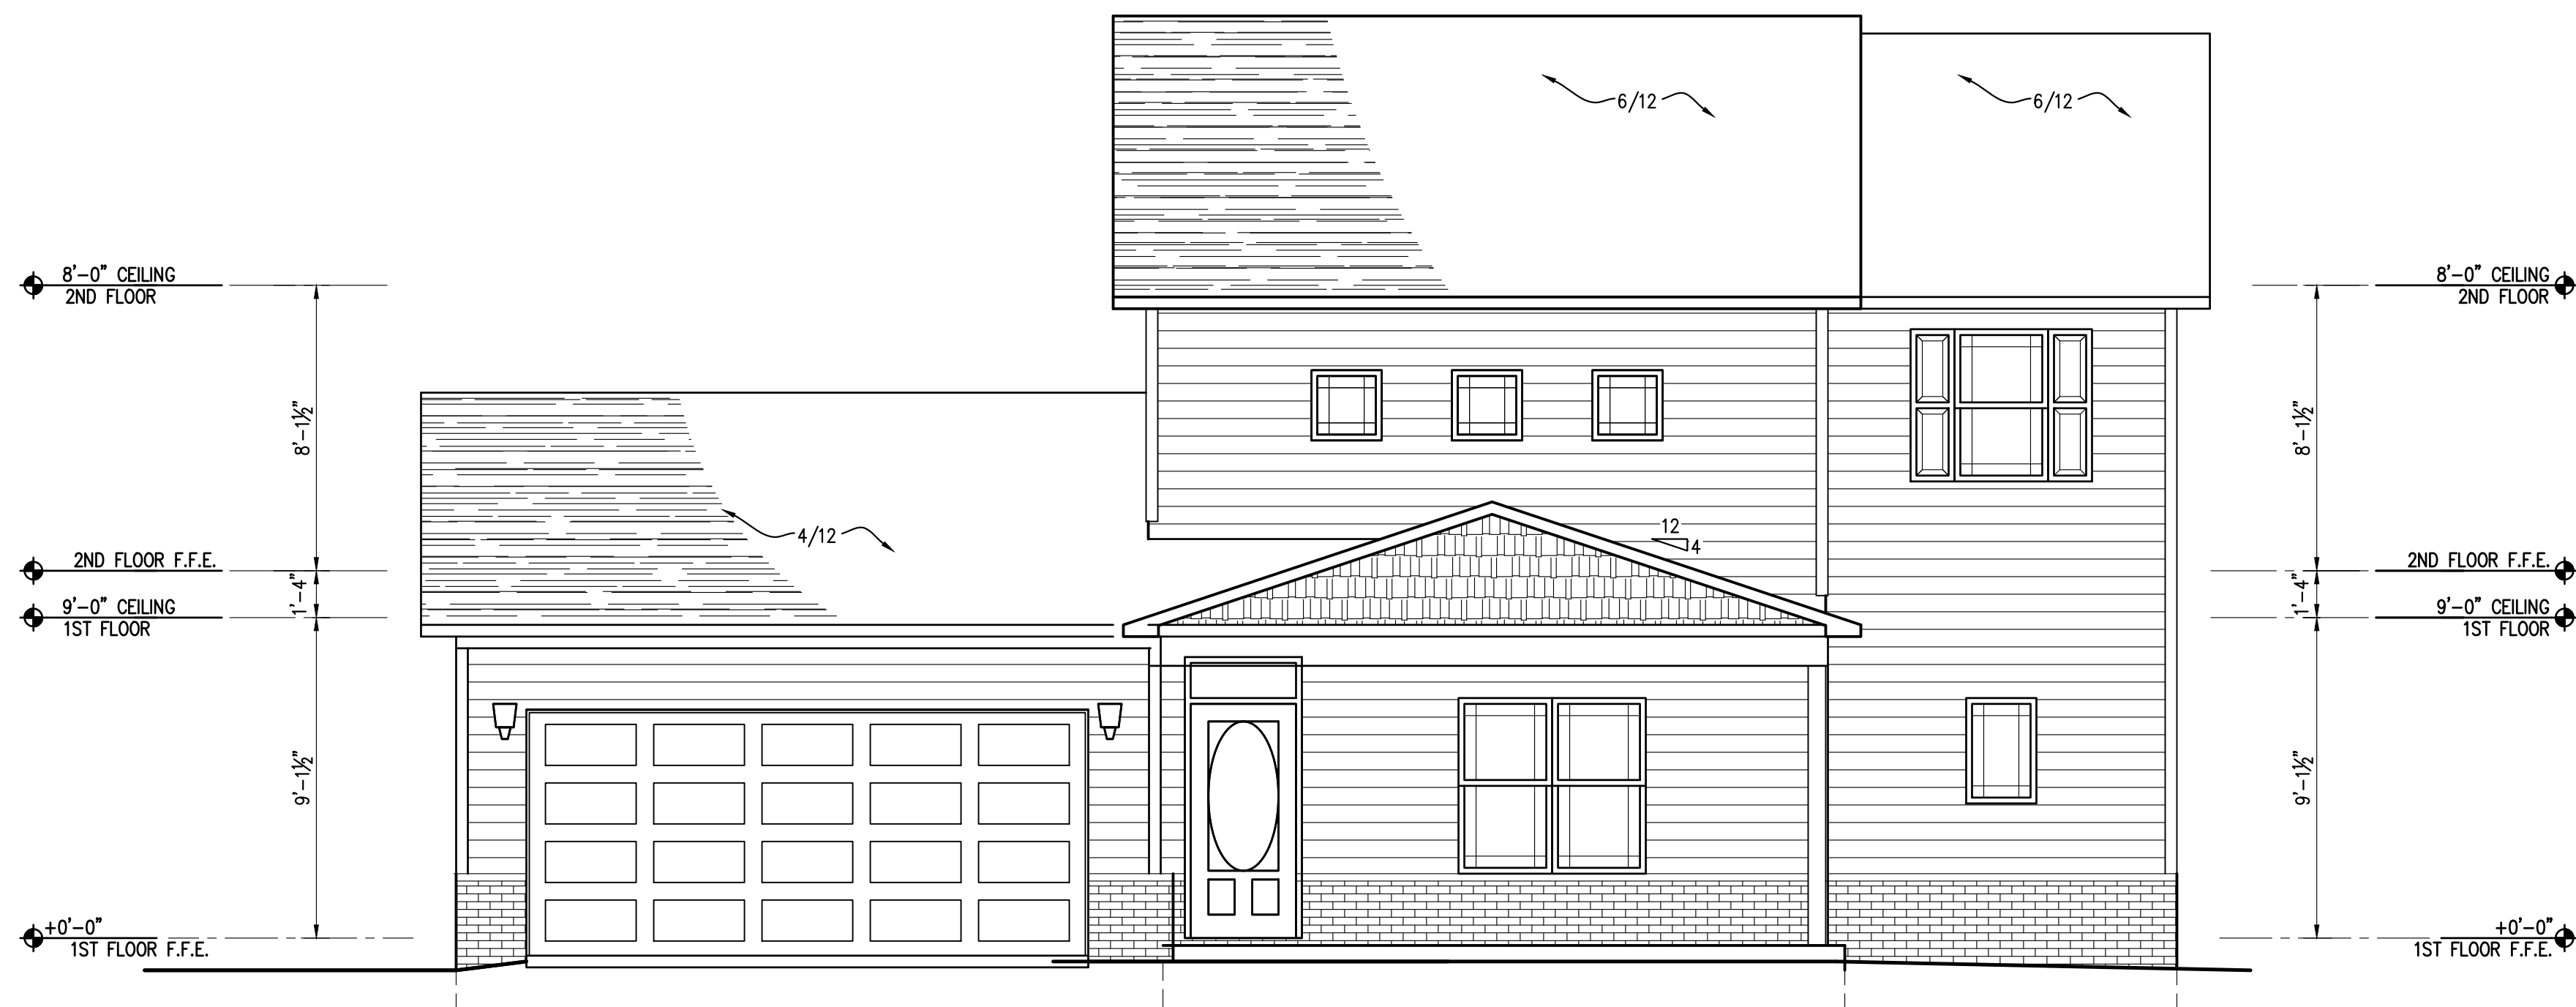 6/12
6/12
8'-0" CEILING
2ND FLOOR
8'-0" CEILING
2ND FLOOR
8'-1½"
8'-1½"
12
4
4/12
2ND FLOOR F.F.E.
2ND FLOOR F.F.E.
1'-4"
1'-4"
9'-0" CEILING
1ST FLOOR
9'-0" CEILING
1ST FLOOR
9'-1½"
9'-1½"
+0'-0"
1ST FLOOR F.F.E.
+0'-0"
1ST FLOOR F.F.E.